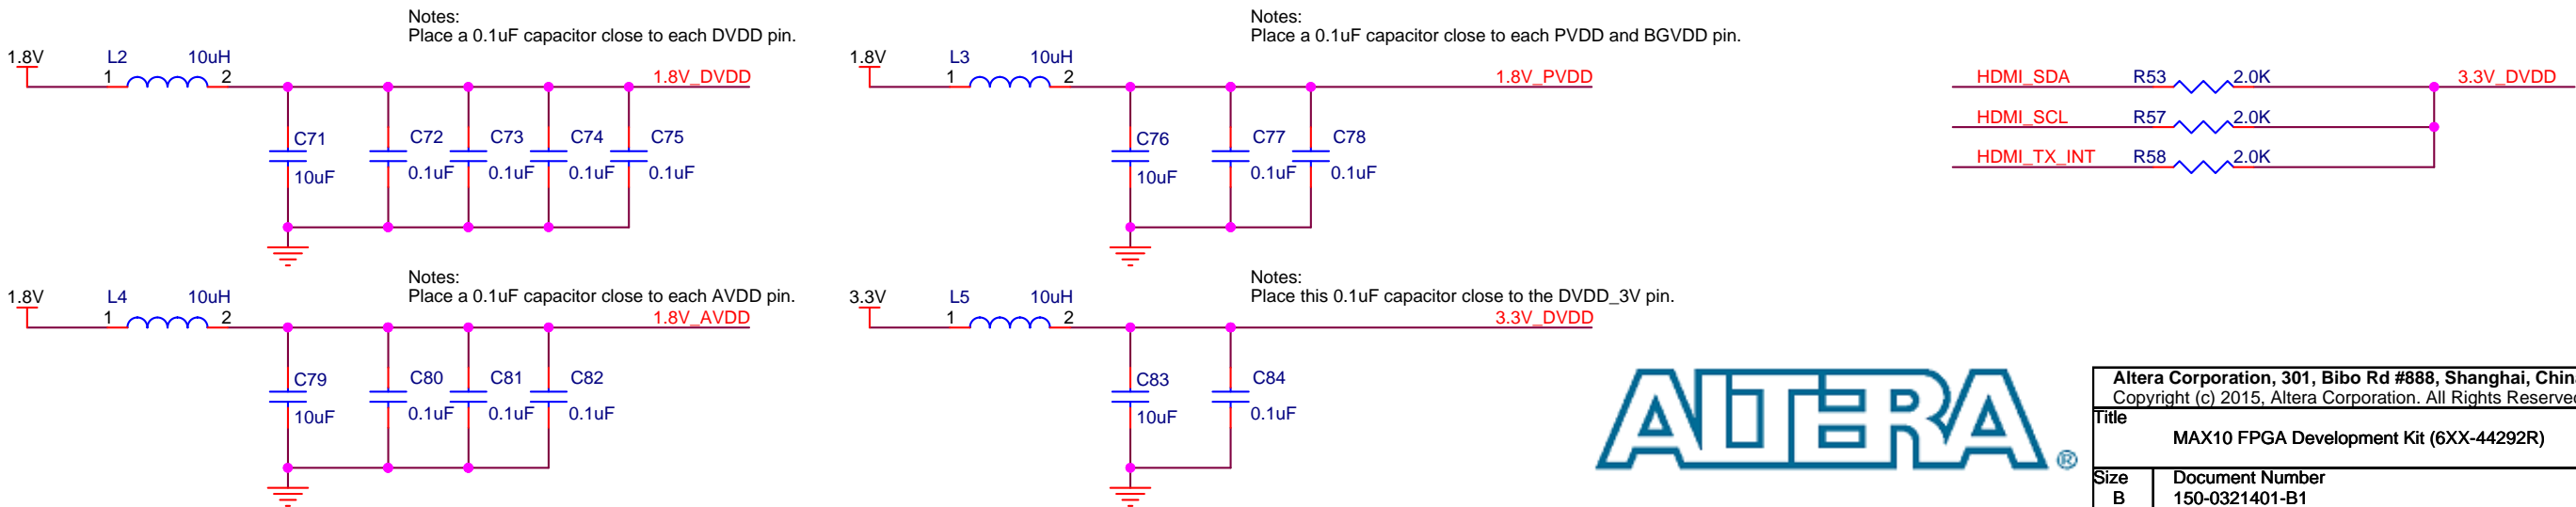 Notes:
Place a 0.1uF capacitor close to each DVDD pin.
1.8V
L2 10uH
1 2
1.8V_DVDD
C71
10uF
C72
0.1uF
C73
0.1uF
C74
0.1uF
C75
0.1uF
Notes:
Place a 0.1uF capacitor close to each PVDD and BGVDD pin.
1.8V
L3 10uH
1 2
1.8V_PVDD
C76
10uF
C77
0.1uF
C78
0.1uF
HDMI_SDA R53 2.0K 3.3V_DVDD
HDMI_SCL R57 2.0K
HDMI_TX_INT R58 2.0K
Notes:
Place a 0.1uF capacitor close to each AVDD pin.
1.8V
L4 10uH
1 2
1.8V_AVDD
C79
10uF
C80
0.1uF
C81
0.1uF
C82
0.1uF
Notes:
Place this 0.1uF capacitor close to the DVDD_3V pin.
3.3V
L5 10uH
1 2
3.3V_DVDD
C83
10uF
C84
0.1uF
ALTERA ®
Altera Corporation, 301, Bibo Rd #888, Shanghai, Chin
Copyright (c) 2015, Altera Corporation. All Rights Reserve
Title
MAX10 FPGA Development Kit (6XX-44292R)
Size Document Number
B 150-0321401-B1